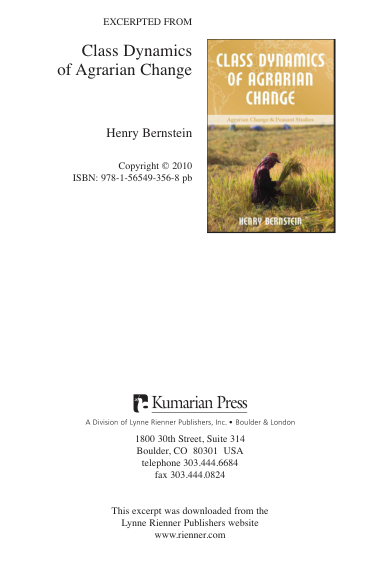 EXCERPTED FROM
Class Dynamics
of Agrarian Change
Henry Bernstein
Copyright © 2010
ISBN: 978-1-56549-356-8 pb
CLASS DYNAMICS
OF AGRARIAN
CHANGE
Agrarian Change & Peasant Studies
HENRY BERNSTEIN
Kumarian Press
A Division of Lynne Rienner Publishers, Inc. • Boulder & London
1800 30th Street, Suite 314
Boulder, CO 80301 USA
telephone 303.444.6684
fax 303.444.0824
This excerpt was downloaded from the
Lynne Rienner Publishers website
www.rienner.com